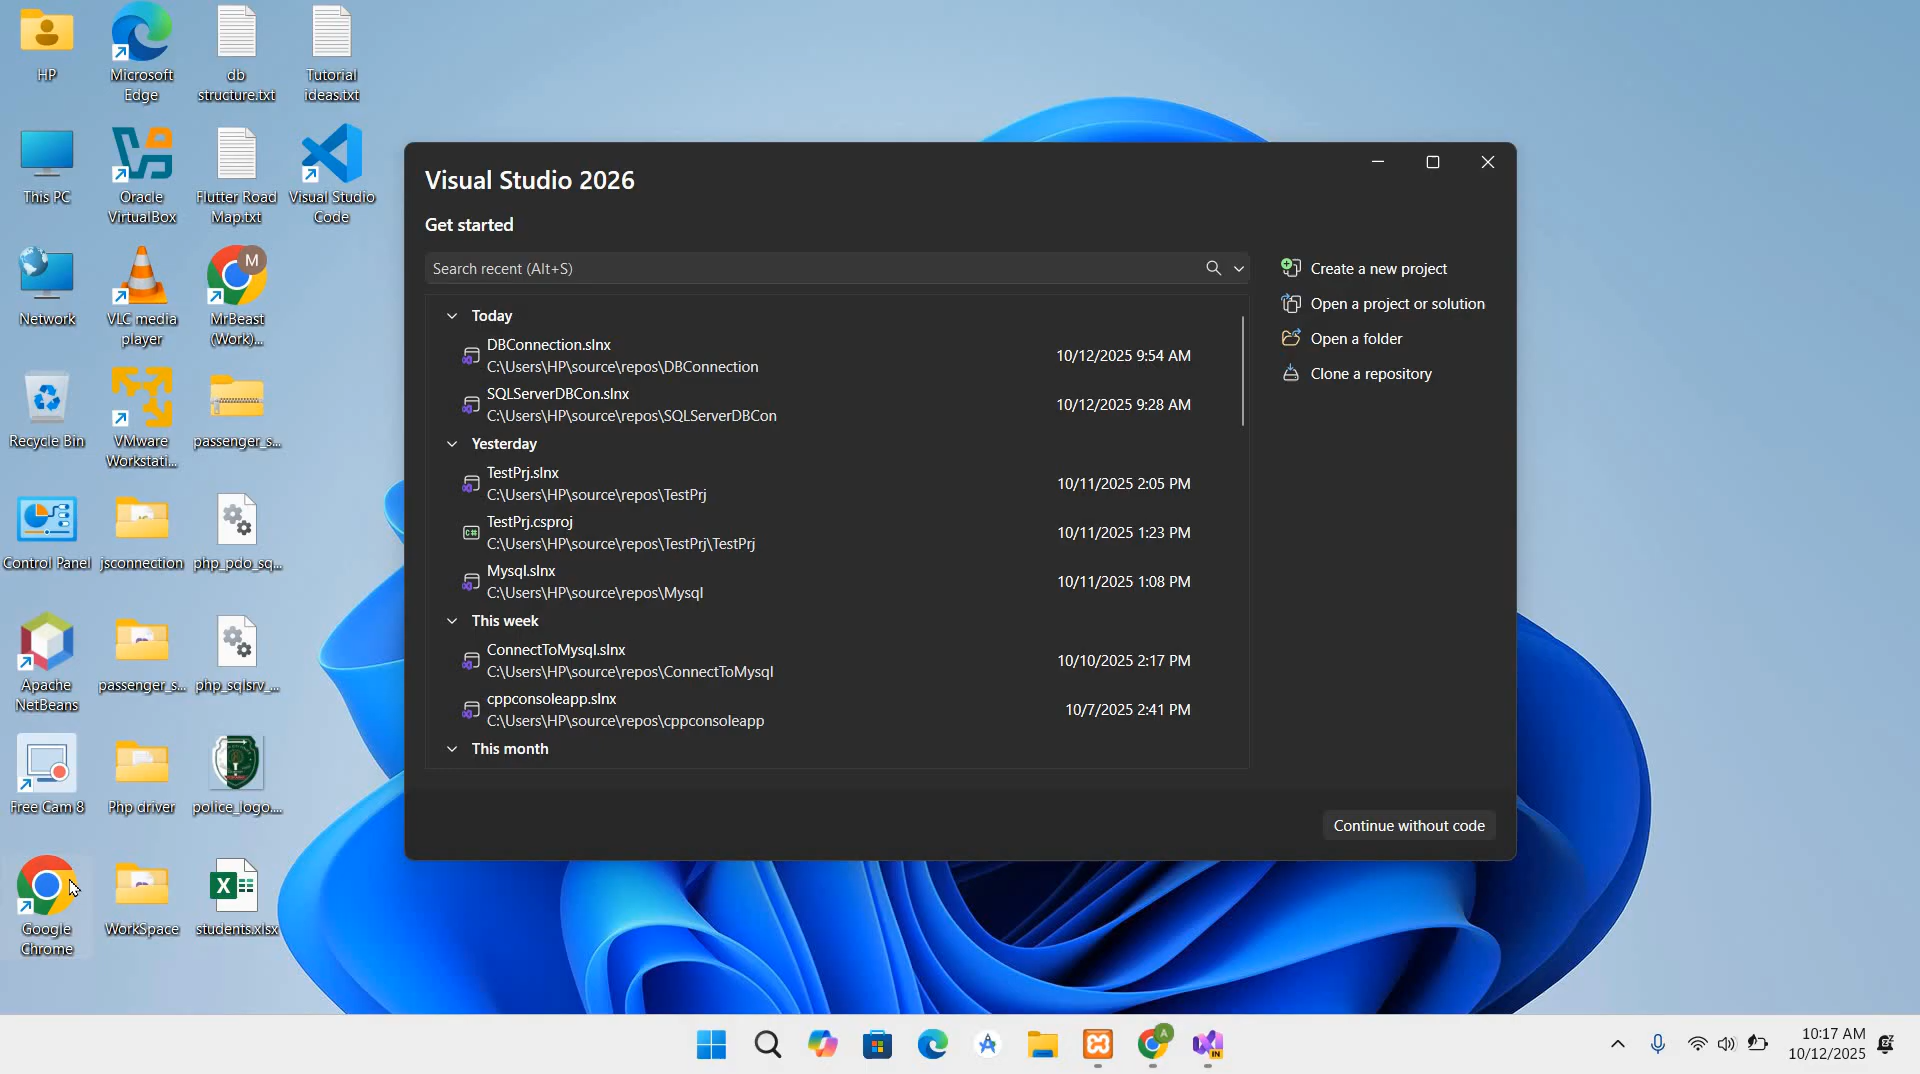 HP
Microsoft
Edge
db
structure.txt
Tutorial
ideas.txt
This PC
Oracle
VirtualBox
Flutter Road
Map.txt
Visual Studio
Code
Network
VLC media
player
M
MrBeast
(Work)...
Recycle Bin
VMware
Workstati...
passenger_s...
Control Panel
jsconnection
php_pdo_sq...
Apache
NetBeans
passenger_s...
php_sqlsrv_...
Free Cam 8
Php driver
police_logo....
Google
Chrome
WorkSpace
students.xlsx
Visual Studio 2026
Get started
Search recent (Alt+S)
Today
DBConnection.slnx
10/12/2025 9:54 AM
C:\Users\HP\source\repos\DBConnection
SQLServerDBCon.slnx
10/12/2025 9:28 AM
C:\Users\HP\source\repos\SQLServerDBCon
Yesterday
TestPrj.slnx
10/11/2025 2:05 PM
C:\Users\HP\source\repos\TestPrj
TestPrj.csproj
10/11/2025 1:23 PM
C:\Users\HP\source\repos\TestPrj\TestPrj
Mysql.slnx
10/11/2025 1:08 PM
C:\Users\HP\source\repos\Mysql
This week
ConnectToMysql.slnx
10/10/2025 2:17 PM
C:\Users\HP\source\repos\ConnectToMysql
cppconsoleapp.slnx
10/7/2025 2:41 PM
C:\Users\HP\source\repos\cppconsoleapp
This month
Create a new project
Open a project or solution
Open a folder
Clone a repository
Continue without code
A
IN
10:17 AM
10/12/2025